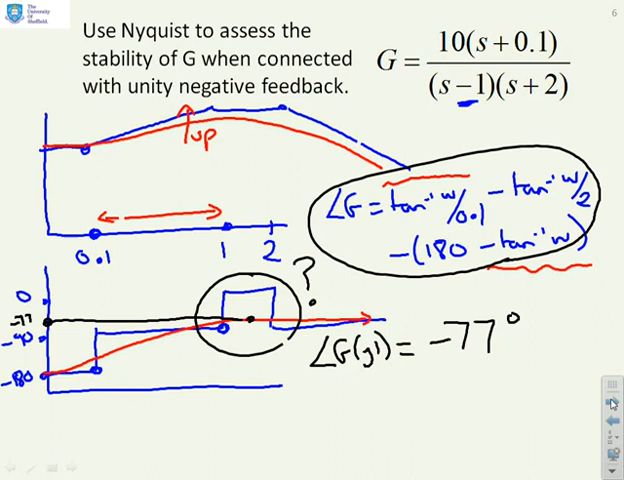 The
University
Of
Sheffield.
6
Use Nyquist to assess the
stability of G when connected
with unity negative feedback.
G = 10(s + 0.1) / (s − 1)(s + 2)
up
∠G = tan⁻¹ w/0.1 − tan⁻¹ w/2
− (180 − tan⁻¹ w)
0.1 1 2
?
0
−77
−90
−180
∠G(j1) = −77°